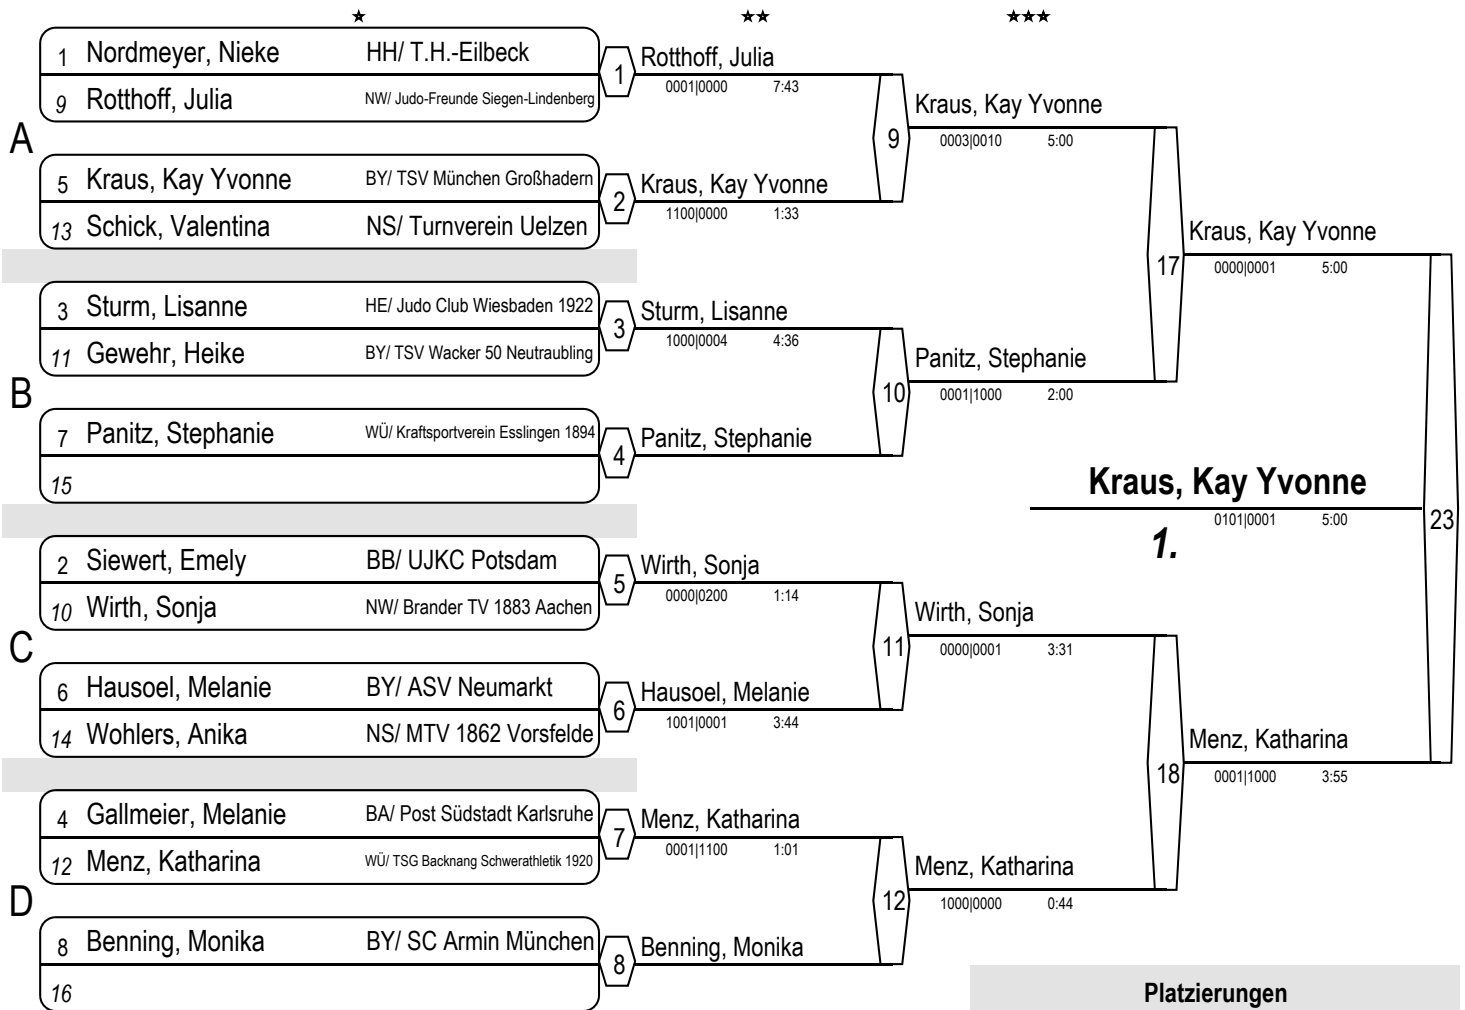 1 Nordmeyer, Nieke HH/ T.H.-Eilbeck
9 Rotthoff, Julia NW/ Judo-Freunde Siegen-Lindenberg
A
5 Kraus, Kay Yvonne BY/ TSV München Großhadern
13 Schick, Valentina NS/ Turnverein Uelzen
3 Sturm, Lisanne HE/ Judo Club Wiesbaden 1922
11 Gewehr, Heike BY/ TSV Wacker 50 Neutraubling
B
7 Panitz, Stephanie WÜ/ Kraftsportverein Esslingen 1894
15
2 Siewert, Emely BB/ UJKC Potsdam
10 Wirth, Sonja NW/ Brander TV 1883 Aachen
C
6 Hausoel, Melanie BY/ ASV Neumarkt
14 Wohlers, Anika NS/ MTV 1862 Vorsfelde
4 Gallmeier, Melanie BA/ Post Südstadt Karlsruhe
12 Menz, Katharina WÜ/ TSG Backnang Schwerathletik 1920
D
8 Benning, Monika BY/ SC Armin München
16
1 Rotthoff, Julia
0001|0000 7:43
2 Kraus, Kay Yvonne
1100|0000 1:33
3 Sturm, Lisanne
1000|0004 4:36
4 Panitz, Stephanie
5 Wirth, Sonja
0000|0200 1:14
6 Hausoel, Melanie
1001|0001 3:44
7 Menz, Katharina
0001|1100 1:01
8 Benning, Monika
9 Kraus, Kay Yvonne
0003|0010 5:00
10 Panitz, Stephanie
0001|1000 2:00
11 Wirth, Sonja
0000|0001 3:31
12 Menz, Katharina
1000|0000 0:44
17 Kraus, Kay Yvonne
0000|0001 5:00
18 Menz, Katharina
0001|1000 3:55
23
Kraus, Kay Yvonne
0101|0001 5:00
1.
Platzierungen